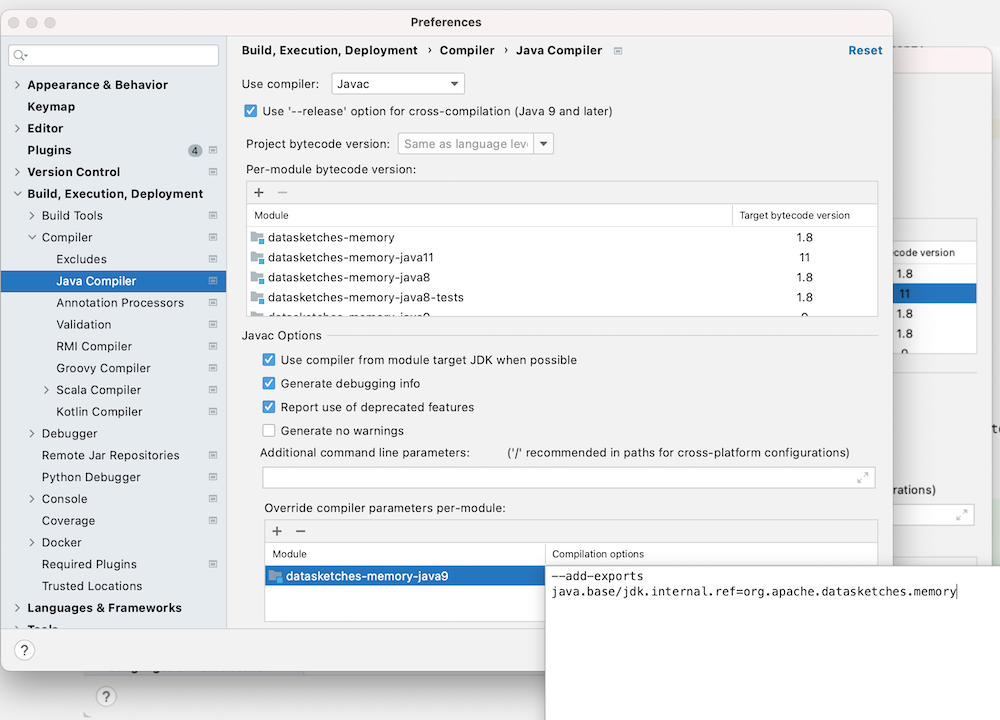 Preferences
Appearance & Behavior
Keymap
Editor
Plugins 4
Version Control
Build, Execution, Deployment
Build Tools
Compiler
Excludes
Java Compiler
Annotation Processors
Validation
RMI Compiler
Groovy Compiler
Scala Compiler
Kotlin Compiler
Debugger
Remote Jar Repositories
Python Debugger
Console
Coverage
Docker
Required Plugins
Trusted Locations
Languages & Frameworks
Tools
?
Build, Execution, Deployment › Compiler › Java Compiler Reset
Use compiler: Javac
Use '--release' option for cross-compilation (Java 9 and later)
Project bytecode version: Same as language lev
Per-module bytecode version:
+ −
Module Target bytecode version
datasketches-memory 1.8
datasketches-memory-java11 11
datasketches-memory-java8 1.8
datasketches-memory-java8-tests 1.8
datasketches-memory-java9 9
Javac Options
Use compiler from module target JDK when possible
Generate debugging info
Report use of deprecated features
Generate no warnings
Additional command line parameters: ('/' recommended in paths for cross-platform configurations)
Override compiler parameters per-module:
+ −
Module Compilation options
datasketches-memory-java9
--add-exports
java.base/jdk.internal.ref=org.apache.datasketches.memory
code version
1.8
11
1.8
1.8
9
rations)
?